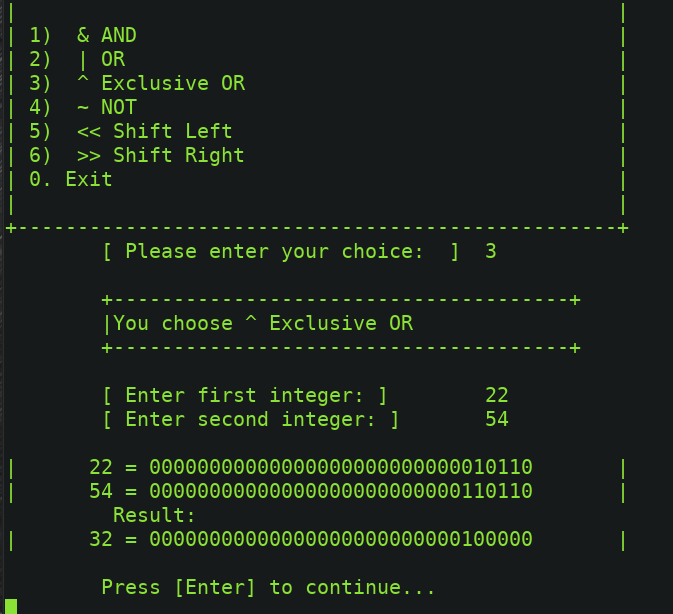 |                                                  |
| 1)  & AND                                        |
| 2)  | OR                                         |
| 3)  ^ Exclusive OR                               |
| 4)  ~ NOT                                        |
| 5)  << Shift Left                                |
| 6)  >> Shift Right                               |
| 0. Exit                                          |
|                                                  |
+--------------------------------------------------+
        [ Please enter your choice:  ]  3
        +--------------------------------------+
        |You choose ^ Exclusive OR
        +--------------------------------------+
        [ Enter first integer: ]        22
        [ Enter second integer: ]       54
|      22 = 00000000000000000000000000010110       |
|      54 = 00000000000000000000000000110110       |
         Result:
|      32 = 00000000000000000000000000100000       |
        Press [Enter] to continue...